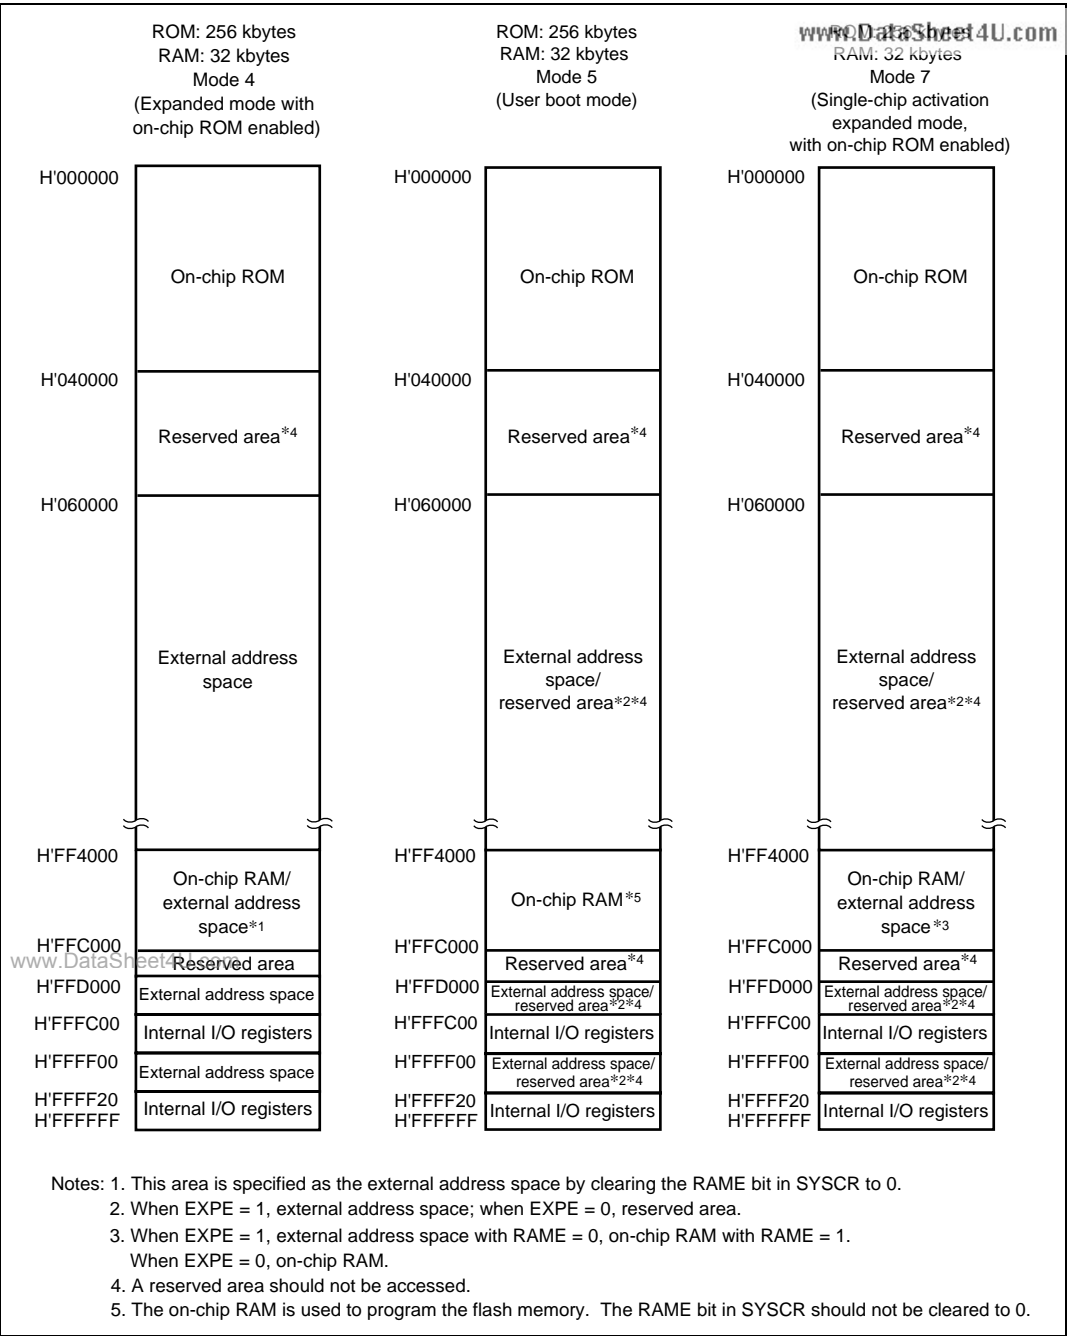 ROM: 256 kbytes
RAM: 32 kbytes
Mode 4
(Expanded mode with
on-chip ROM enabled)
ROM: 256 kbytes
RAM: 32 kbytes
Mode 5
(User boot mode)
www.DataSheet4U.com
ROM: 256 kbytes
RAM: 32 kbytes
Mode 7
(Single-chip activation
expanded mode,
with on-chip ROM enabled)
H'000000
On-chip ROM
H'040000
Reserved area*4
H'060000
External address
space
H'FF4000
On-chip RAM/
external address
space*1
H'FFC000
Reserved area
www.DataSheet4U.com
H'FFD000
External address space
H'FFFC00
Internal I/O registers
H'FFFF00
External address space
H'FFFF20
Internal I/O registers
H'FFFFFF
H'000000
On-chip ROM
H'040000
Reserved area*4
H'060000
External address
space/
reserved area*2*4
H'FF4000
On-chip RAM*5
H'FFC000
Reserved area*4
H'FFD000
External address space/
reserved area*2*4
H'FFFC00
Internal I/O registers
H'FFFF00
External address space/
reserved area*2*4
H'FFFF20
Internal I/O registers
H'FFFFFF
H'000000
On-chip ROM
H'040000
Reserved area*4
H'060000
External address
space/
reserved area*2*4
H'FF4000
On-chip RAM/
external address
space*3
H'FFC000
Reserved area*4
H'FFD000
External address space/
reserved area*2*4
H'FFFC00
Internal I/O registers
H'FFFF00
External address space/
reserved area*2*4
H'FFFF20
Internal I/O registers
H'FFFFFF
Notes: 1. This area is specified as the external address space by clearing the RAME bit in SYSCR to 0.
2. When EXPE = 1, external address space; when EXPE = 0, reserved area.
3. When EXPE = 1, external address space with RAME = 0, on-chip RAM with RAME = 1.
When EXPE = 0, on-chip RAM.
4. A reserved area should not be accessed.
5. The on-chip RAM is used to program the flash memory. The RAME bit in SYSCR should not be cleared to 0.